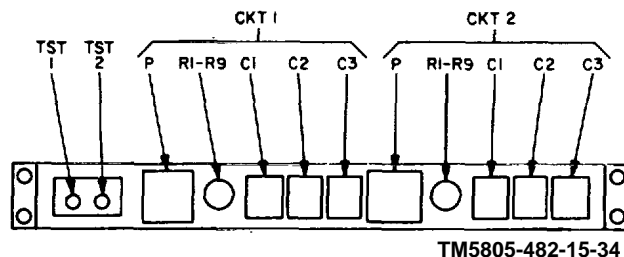 CKT 1 CKT 2
TST 1 TST 2 P R1-R9 C1 C2 C3 P R1-R9 C1 C2 C3
TM5805-482-15-34